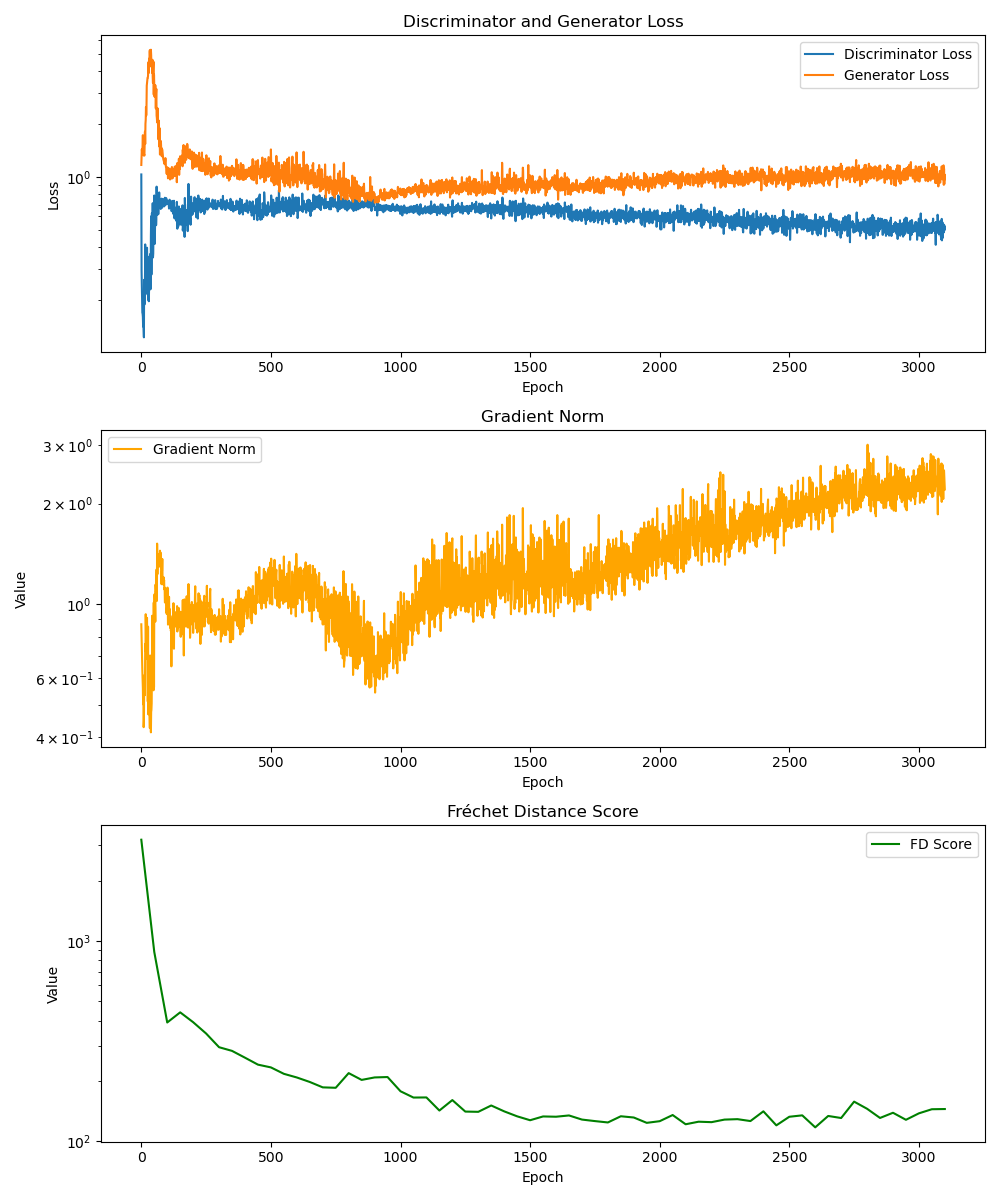 Discriminator and Generator Loss
Discriminator Loss
Generator Loss
10⁰
Loss
0 500 1000 1500 2000 2500 3000
Epoch
Gradient Norm
Gradient Norm
3 × 10⁰
2 × 10⁰
10⁰
6 × 10⁻¹
4 × 10⁻¹
Value
0 500 1000 1500 2000 2500 3000
Epoch
Fréchet Distance Score
FD Score
10³
10²
Value
0 500 1000 1500 2000 2500 3000
Epoch